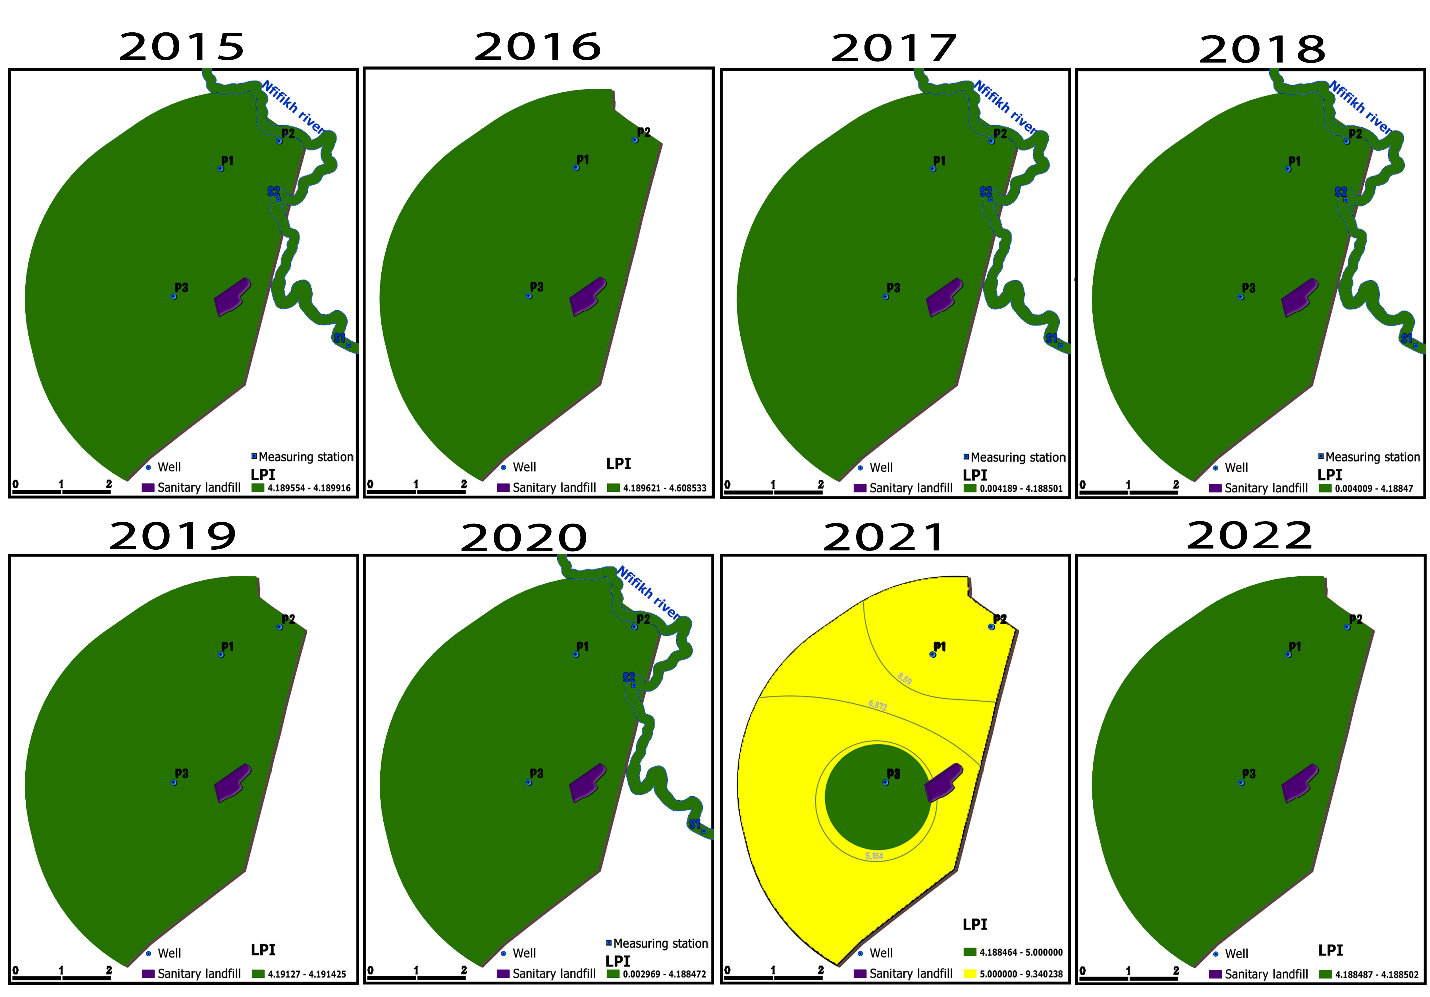 2015
Nfifikh river
P2
P1
S2
P3
S1
Measuring station
Well
LPI
Sanitary landfill
4.189554 - 4.189916
0 1 2
2016
P2
P1
P3
LPI
Well
Sanitary landfill
4.189621 - 4.608533
0 1 2
2017
Nfifikh river
P2
P1
S2
P3
S1
Measuring station
Well
LPI
Sanitary landfill
0.004189 - 4.188501
0 1 2
2018
Nfifikh river
P2
P1
S2
P3
S1
Measuring station
Well
LPI
Sanitary landfill
0.004009 - 4.18847
0 1 2
2019
P2
P1
P3
LPI
Well
Sanitary landfill
4.19127 - 4.191425
0 1 2
2020
Nfifikh river
P2
P1
S2
P3
S1
Measuring station
Well
LPI
Sanitary landfill
0.002969 - 4.188472
0 1 2
2021
P2
P1
6,872
P3
5,154
LPI
4.188464 - 5.000000
Well
Sanitary landfill
5.000000 - 9.340238
0 1 2
2022
P2
P1
P3
LPI
Well
Sanitary landfill
4.188487 - 4.188502
0 1 2